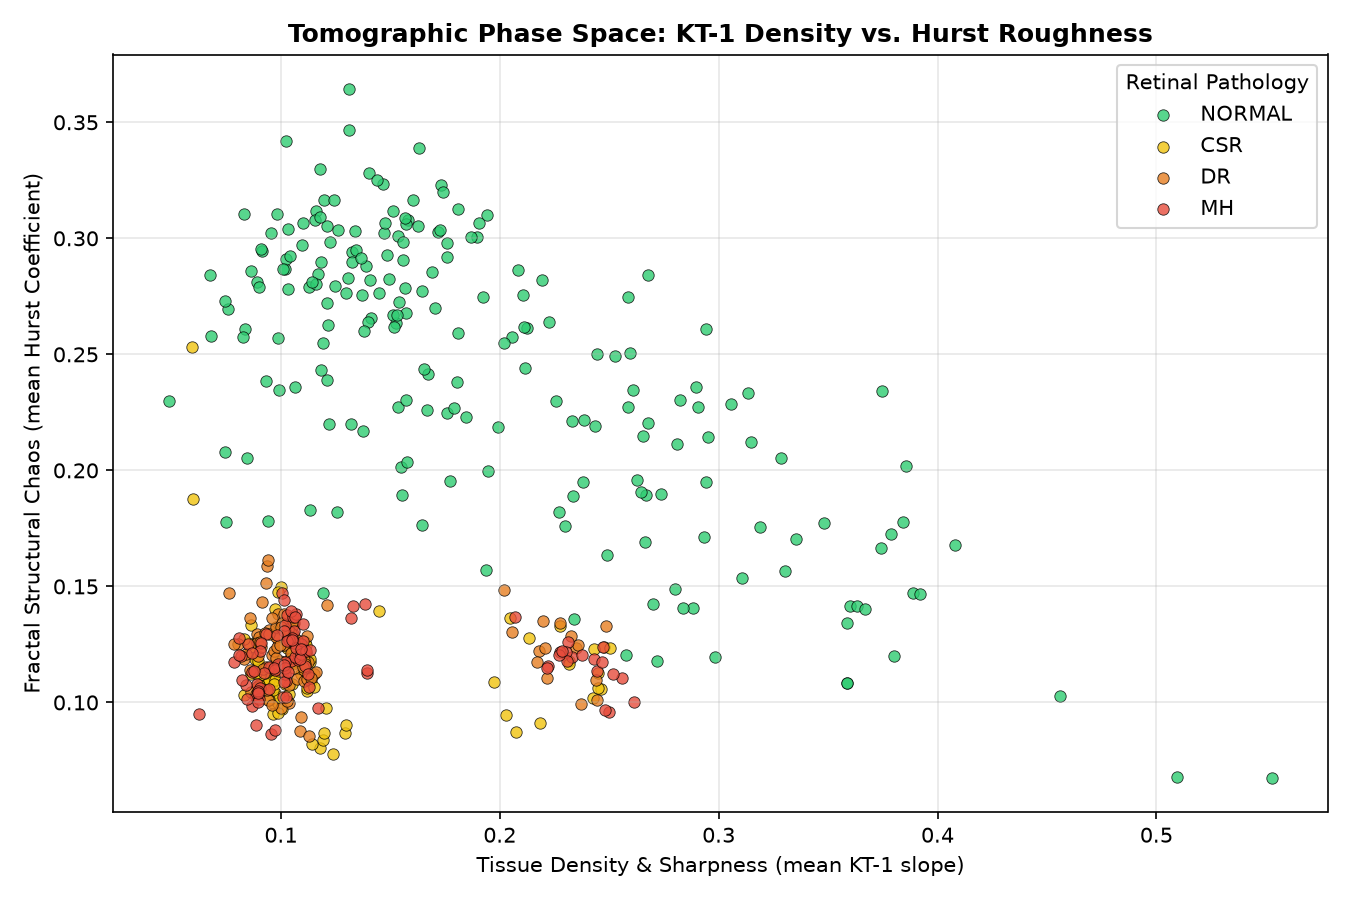 Tomographic Phase Space: KT-1 Density vs. Hurst Roughness
Fractal Structural Chaos (mean Hurst Coefficient)
0.35
0.30
0.25
0.20
0.15
0.10
Retinal Pathology
NORMAL
CSR
DR
MH
0.1
0.2
0.3
0.4
0.5
Tissue Density & Sharpness (mean KT-1 slope)